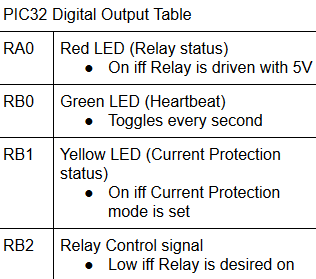 PIC32 Digital Output Table
RA0 Red LED (Relay status)
● On iff Relay is driven with 5V
RB0 Green LED (Heartbeat)
● Toggles every second
RB1 Yellow LED (Current Protection
status)
● On iff Current Protection
mode is set
RB2 Relay Control signal
● Low iff Relay is desired on